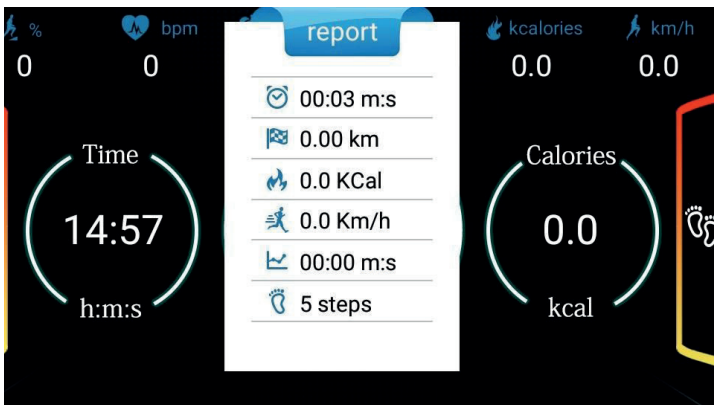 % bpm report kcalories km/h
0 0 0.0 0.0
00:03 m:s
0.00 km
0.0 KCal
0.0 Km/h
00:00 m:s
5 steps
Time
14:57
h:m:s
Calories
0.0
kcal